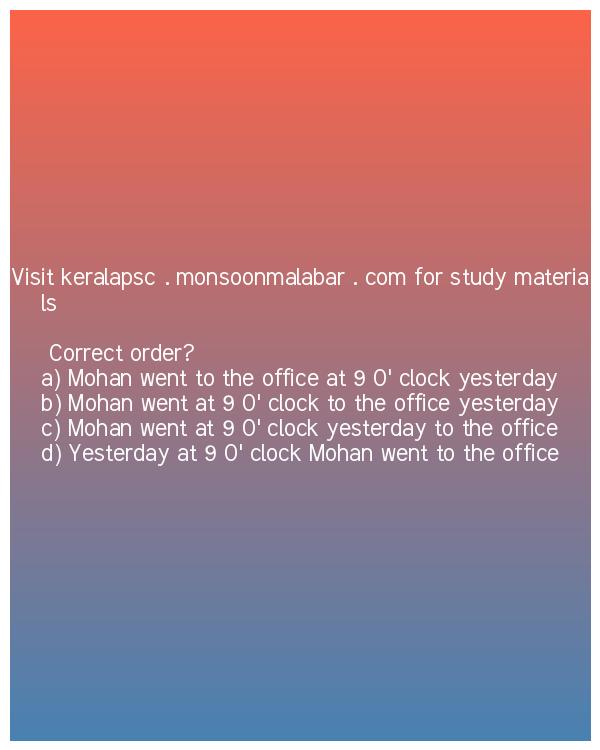 Visit keralapsc . monsoonmalabar . com for study materia
ls
Correct order?
a) Mohan went to the office at 9 O' clock yesterday
b) Mohan went at 9 O' clock to the office yesterday
c) Mohan went at 9 O' clock yesterday to the office
d) Yesterday at 9 O' clock Mohan went to the office